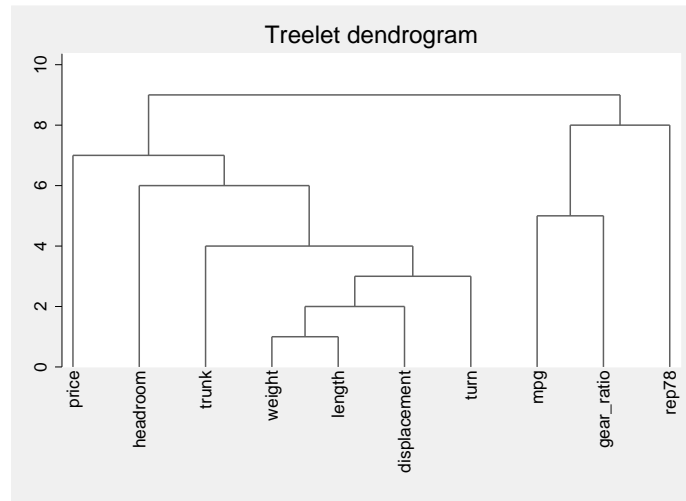 Treelet dendrogram
10
8
6
4
2
0
price
headroom
trunk
weight
length
displacement
turn
mpg
gear_ratio
rep78